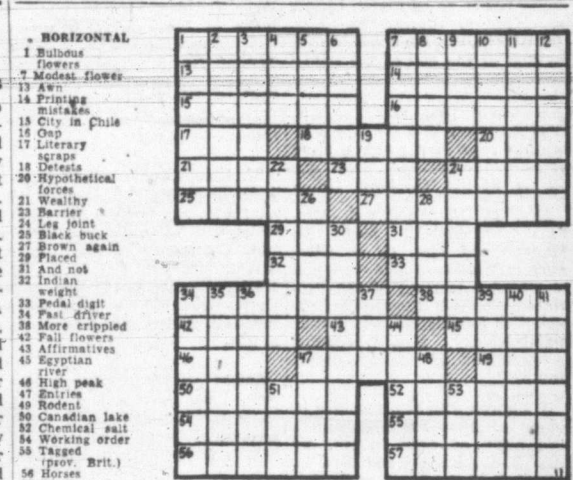 HORIZONTAL
1 Bulbous
flowers
7 Modest flower
13 Awn
14 Printing
mistakes
15 City in Chile
16 Gap
17 Literary
scraps
18 Detests
20 Hypothetical
forces
21 Wealthy
23 Barrier
24 Leg joint
25 Black buck
27 Brown again
29 Placed
31 And not
32 Indian
weight
33 Pedal digit
34 Fast driver
38 More crippled
42 Fall flowers
43 Affirmatives
45 Egyptian
river
46 High peak
47 Entries
49 Rodent
50 Canadian lake
52 Chemical salt
54 Working order
55 Tagged
(prov. Brit.)
56 Horses
1 2 3 4 5 6 7 8 9 10 11 12
13 14
15 16
17 18 19 20
21 22 23 24
25 26 27 28
29 30 31
32 33
34 35 36 37 38 39 40 41
42 43 44 45
46 47 48 49
50 51 52 53
54 55
56 57
11